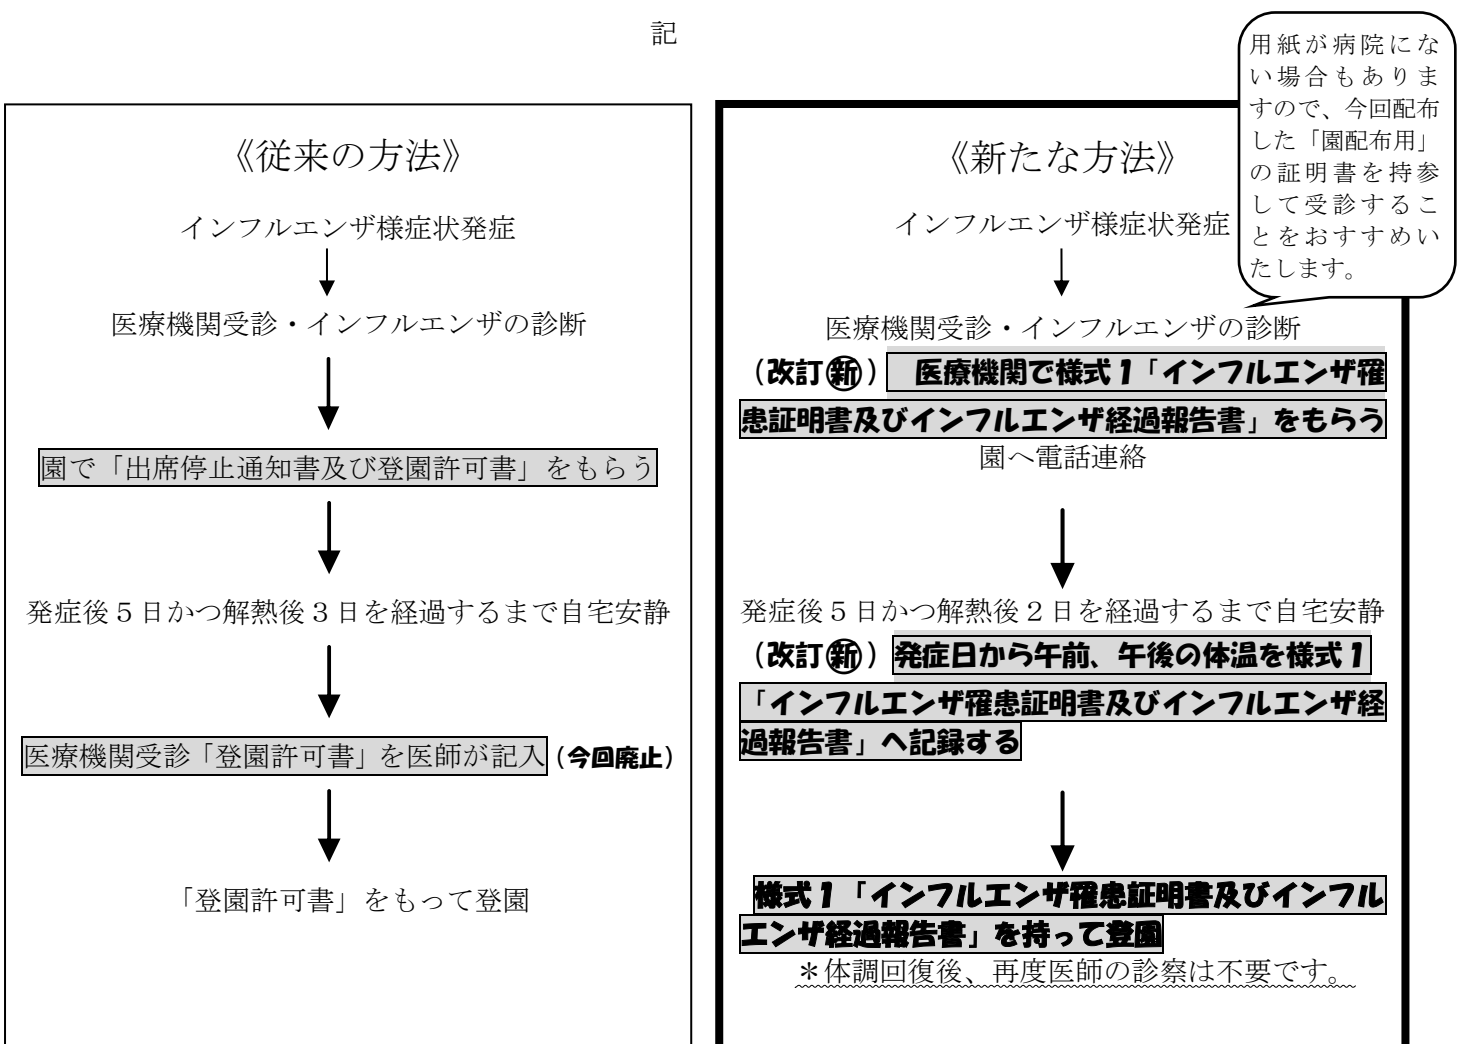 記
《従来の方法》
インフルエンザ様症状発症
医療機関受診・インフルエンザの診断
園で「出席停止通知書及び登園許可書」をもらう
発症後５日かつ解熱後３日を経過するまで自宅安静
医療機関受診「登園許可書」を医師が記入（今回廃止）
「登園許可書」をもって登園
用紙が病院にな
い場合もありま
すので、今回配布
した「園配布用」
の証明書を持参
して受診するこ
とをおすすめい
たします。
《新たな方法》
インフルエンザ様症状発症
医療機関受診・インフルエンザの診断
（改訂㊟新）　医療機関で様式１「インフルエンザ罹
患証明書及びインフルエンザ経過報告書」をもらう
園へ電話連絡
発症後５日かつ解熱後２日を経過するまで自宅安静
（改訂新）発症日から午前、午後の体温を様式１
「インフルエンザ罹患証明書及びインフルエンザ経
過報告書」へ記録する
様式１「インフルエンザ罹患証明書及びインフル
エンザ経過報告書」を持って登園
＊体調回復後、再度医師の診察は不要です。